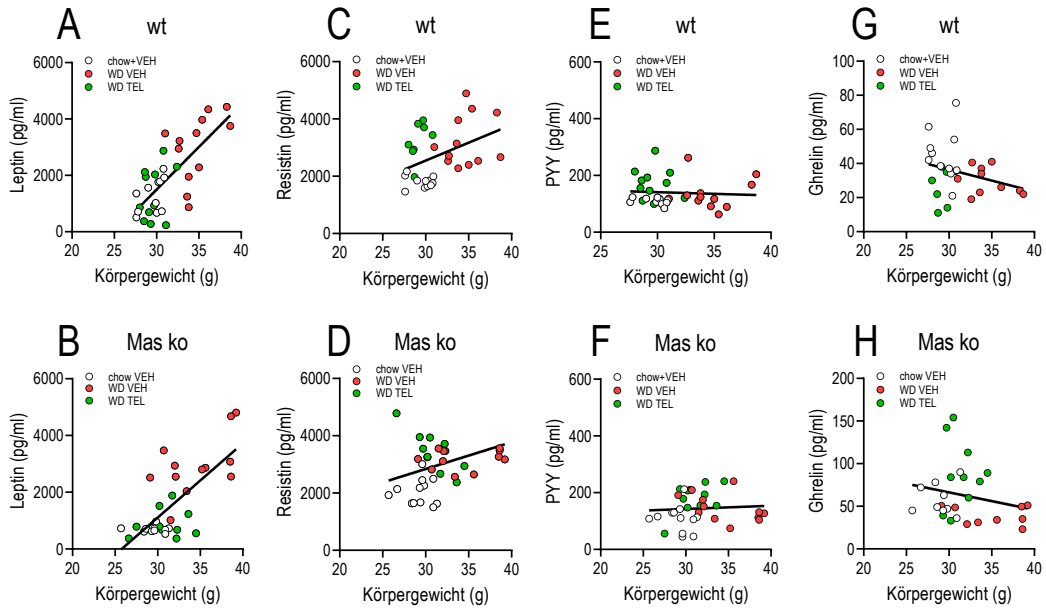 A
wt
chow+VEH
WD VEH
WD TEL
Leptin (pg/ml)
6000
4000
2000
0
20 25 30 35 40
Körpergewicht (g)
C
wt
chow+VEH
WD VEH
WD TEL
Resistin (pg/ml)
6000
4000
2000
0
20 25 30 35 40
Körpergewicht (g)
E
wt
chow+VEH
WD VEH
WD TEL
PYY (pg/ml)
600
400
200
0
20 25 30 35 40
Körpergewicht (g)
G
wt
chow+VEH
WD VEH
WD TEL
Ghrelin (pg/ml)
100
80
60
40
20
0
20 25 30 35 40
Körpergewicht (g)
B
Mas ko
chow VEH
WD VEH
WD TEL
Leptin (pg/ml)
6000
4000
2000
0
20 25 30 35 40
Körpergewicht (g)
D
Mas ko
chow VEH
WD VEH
WD TEL
Restistin (pg/ml)
6000
4000
2000
0
20 25 30 35 40
Körpergewicht (g)
F
Mas ko
chow+VEH
WD VEH
WD TEL
PYY (pg/ml)
600
400
200
0
20 25 30 35 40
Körpergewicht (g)
H
Mas ko
chow VEH
WD VEH
WD TEL
Ghrelin (pg/ml)
200
150
100
50
0
20 25 30 35 40
Körpergewicht (g)